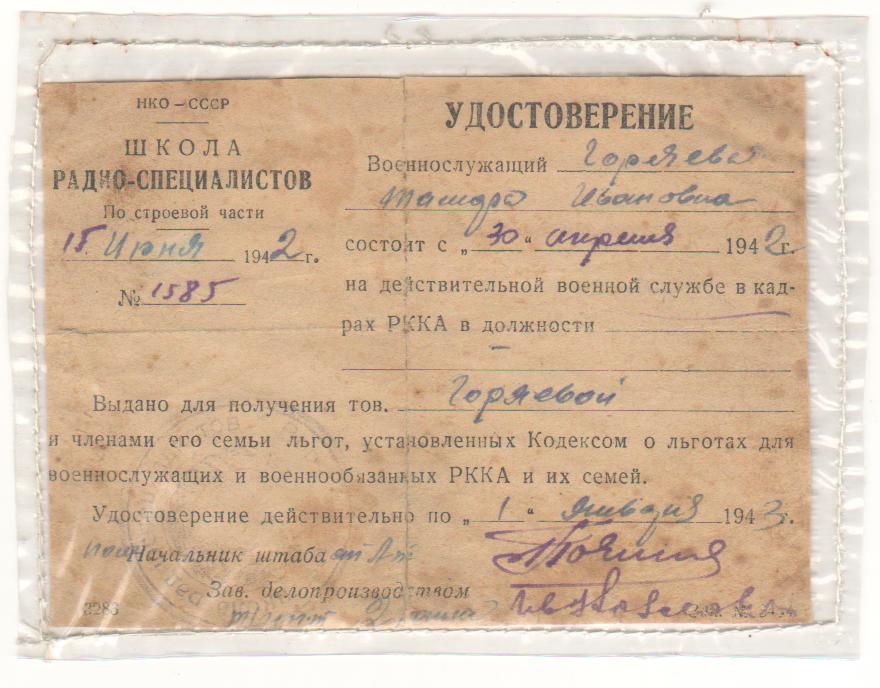 НКО – СССР
ШКОЛА
РАДИО-СПЕЦИАЛИСТОВ
По строевой части
15 Июня 1942 г.
№ 1585
УДОСТОВЕРЕНИЕ
Военнослужащий Горяева
Тамара Ивановна
состоит с „30“ апреля 1942 г.
на действительной военной службе в кад-
рах РККА в должности
—
Выдано для получения тов. Горяевой
и членами его семьи льгот, установленных Кодексом о льготах для
военнослужащих и военнообязанных РККА и их семей.
Удостоверение действительно по „1“ января 1943 г.
Начальник штаба
Зав. делопроизводством
3286